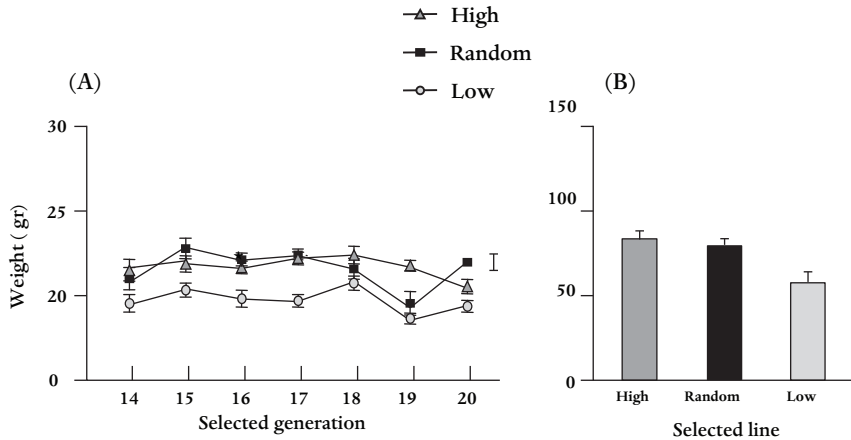 High
Random
Low
(A)
30
25
20
0
Weight ( gr)
14 15 16 17 18 19 20
Selected generation
(B)
150
100
50
0
High Random Low
Selected line